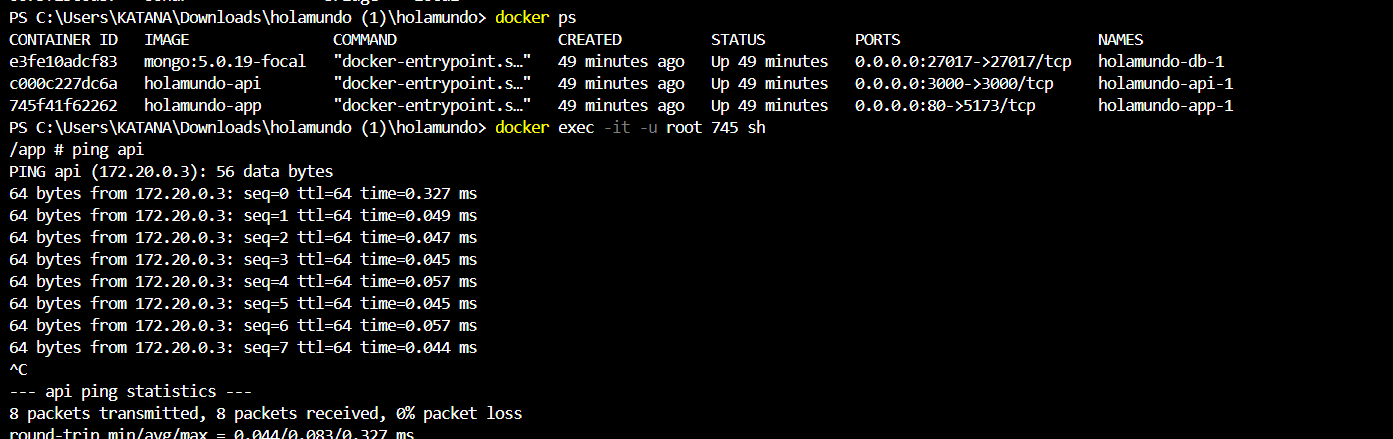 PS C:\Users\KATANA\Downloads\holamundo (1)\holamundo> docker ps
CONTAINER ID   IMAGE                COMMAND                  CREATED          STATUS          PORTS                      NAMES
e3fe10adcf83   mongo:5.0.19-focal   "docker-entrypoint.s…"   49 minutes ago   Up 49 minutes   0.0.0.0:27017->27017/tcp   holamundo-db-1
c000c227dc6a   holamundo-api        "docker-entrypoint.s…"   49 minutes ago   Up 49 minutes   0.0.0.0:3000->3000/tcp     holamundo-api-1
745f41f62262   holamundo-app        "docker-entrypoint.s…"   49 minutes ago   Up 49 minutes   0.0.0.0:80->5173/tcp       holamundo-app-1
PS C:\Users\KATANA\Downloads\holamundo (1)\holamundo> docker exec -it -u root 745 sh
/app # ping api
PING api (172.20.0.3): 56 data bytes
64 bytes from 172.20.0.3: seq=0 ttl=64 time=0.327 ms
64 bytes from 172.20.0.3: seq=1 ttl=64 time=0.049 ms
64 bytes from 172.20.0.3: seq=2 ttl=64 time=0.047 ms
64 bytes from 172.20.0.3: seq=3 ttl=64 time=0.045 ms
64 bytes from 172.20.0.3: seq=4 ttl=64 time=0.057 ms
64 bytes from 172.20.0.3: seq=5 ttl=64 time=0.045 ms
64 bytes from 172.20.0.3: seq=6 ttl=64 time=0.057 ms
64 bytes from 172.20.0.3: seq=7 ttl=64 time=0.044 ms
^C
--- api ping statistics ---
8 packets transmitted, 8 packets received, 0% packet loss
round-trip min/avg/max = 0.044/0.083/0.327 ms